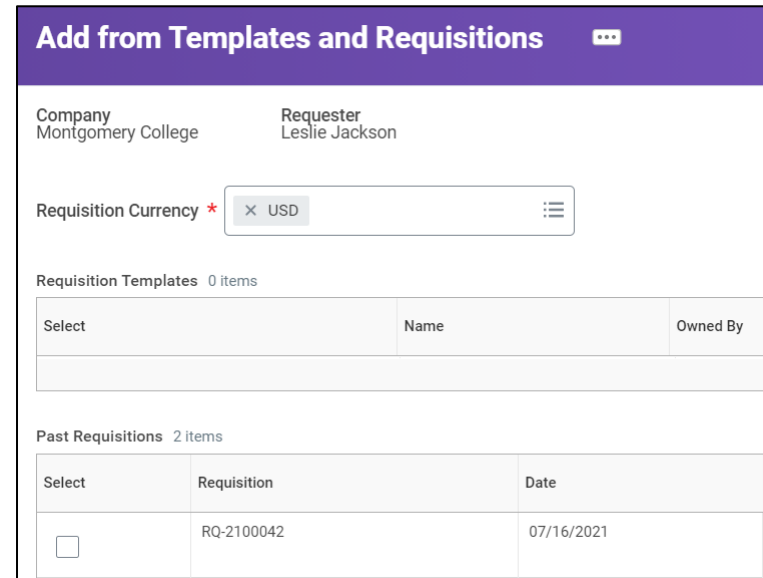 Add from Templates and Requisitions
Company Requester
Montgomery College Leslie Jackson
Requisition Currency * × USD
Requisition Templates 0 items
Select Name Owned By
Past Requisitions 2 items
Select Requisition Date
RQ-2100042 07/16/2021